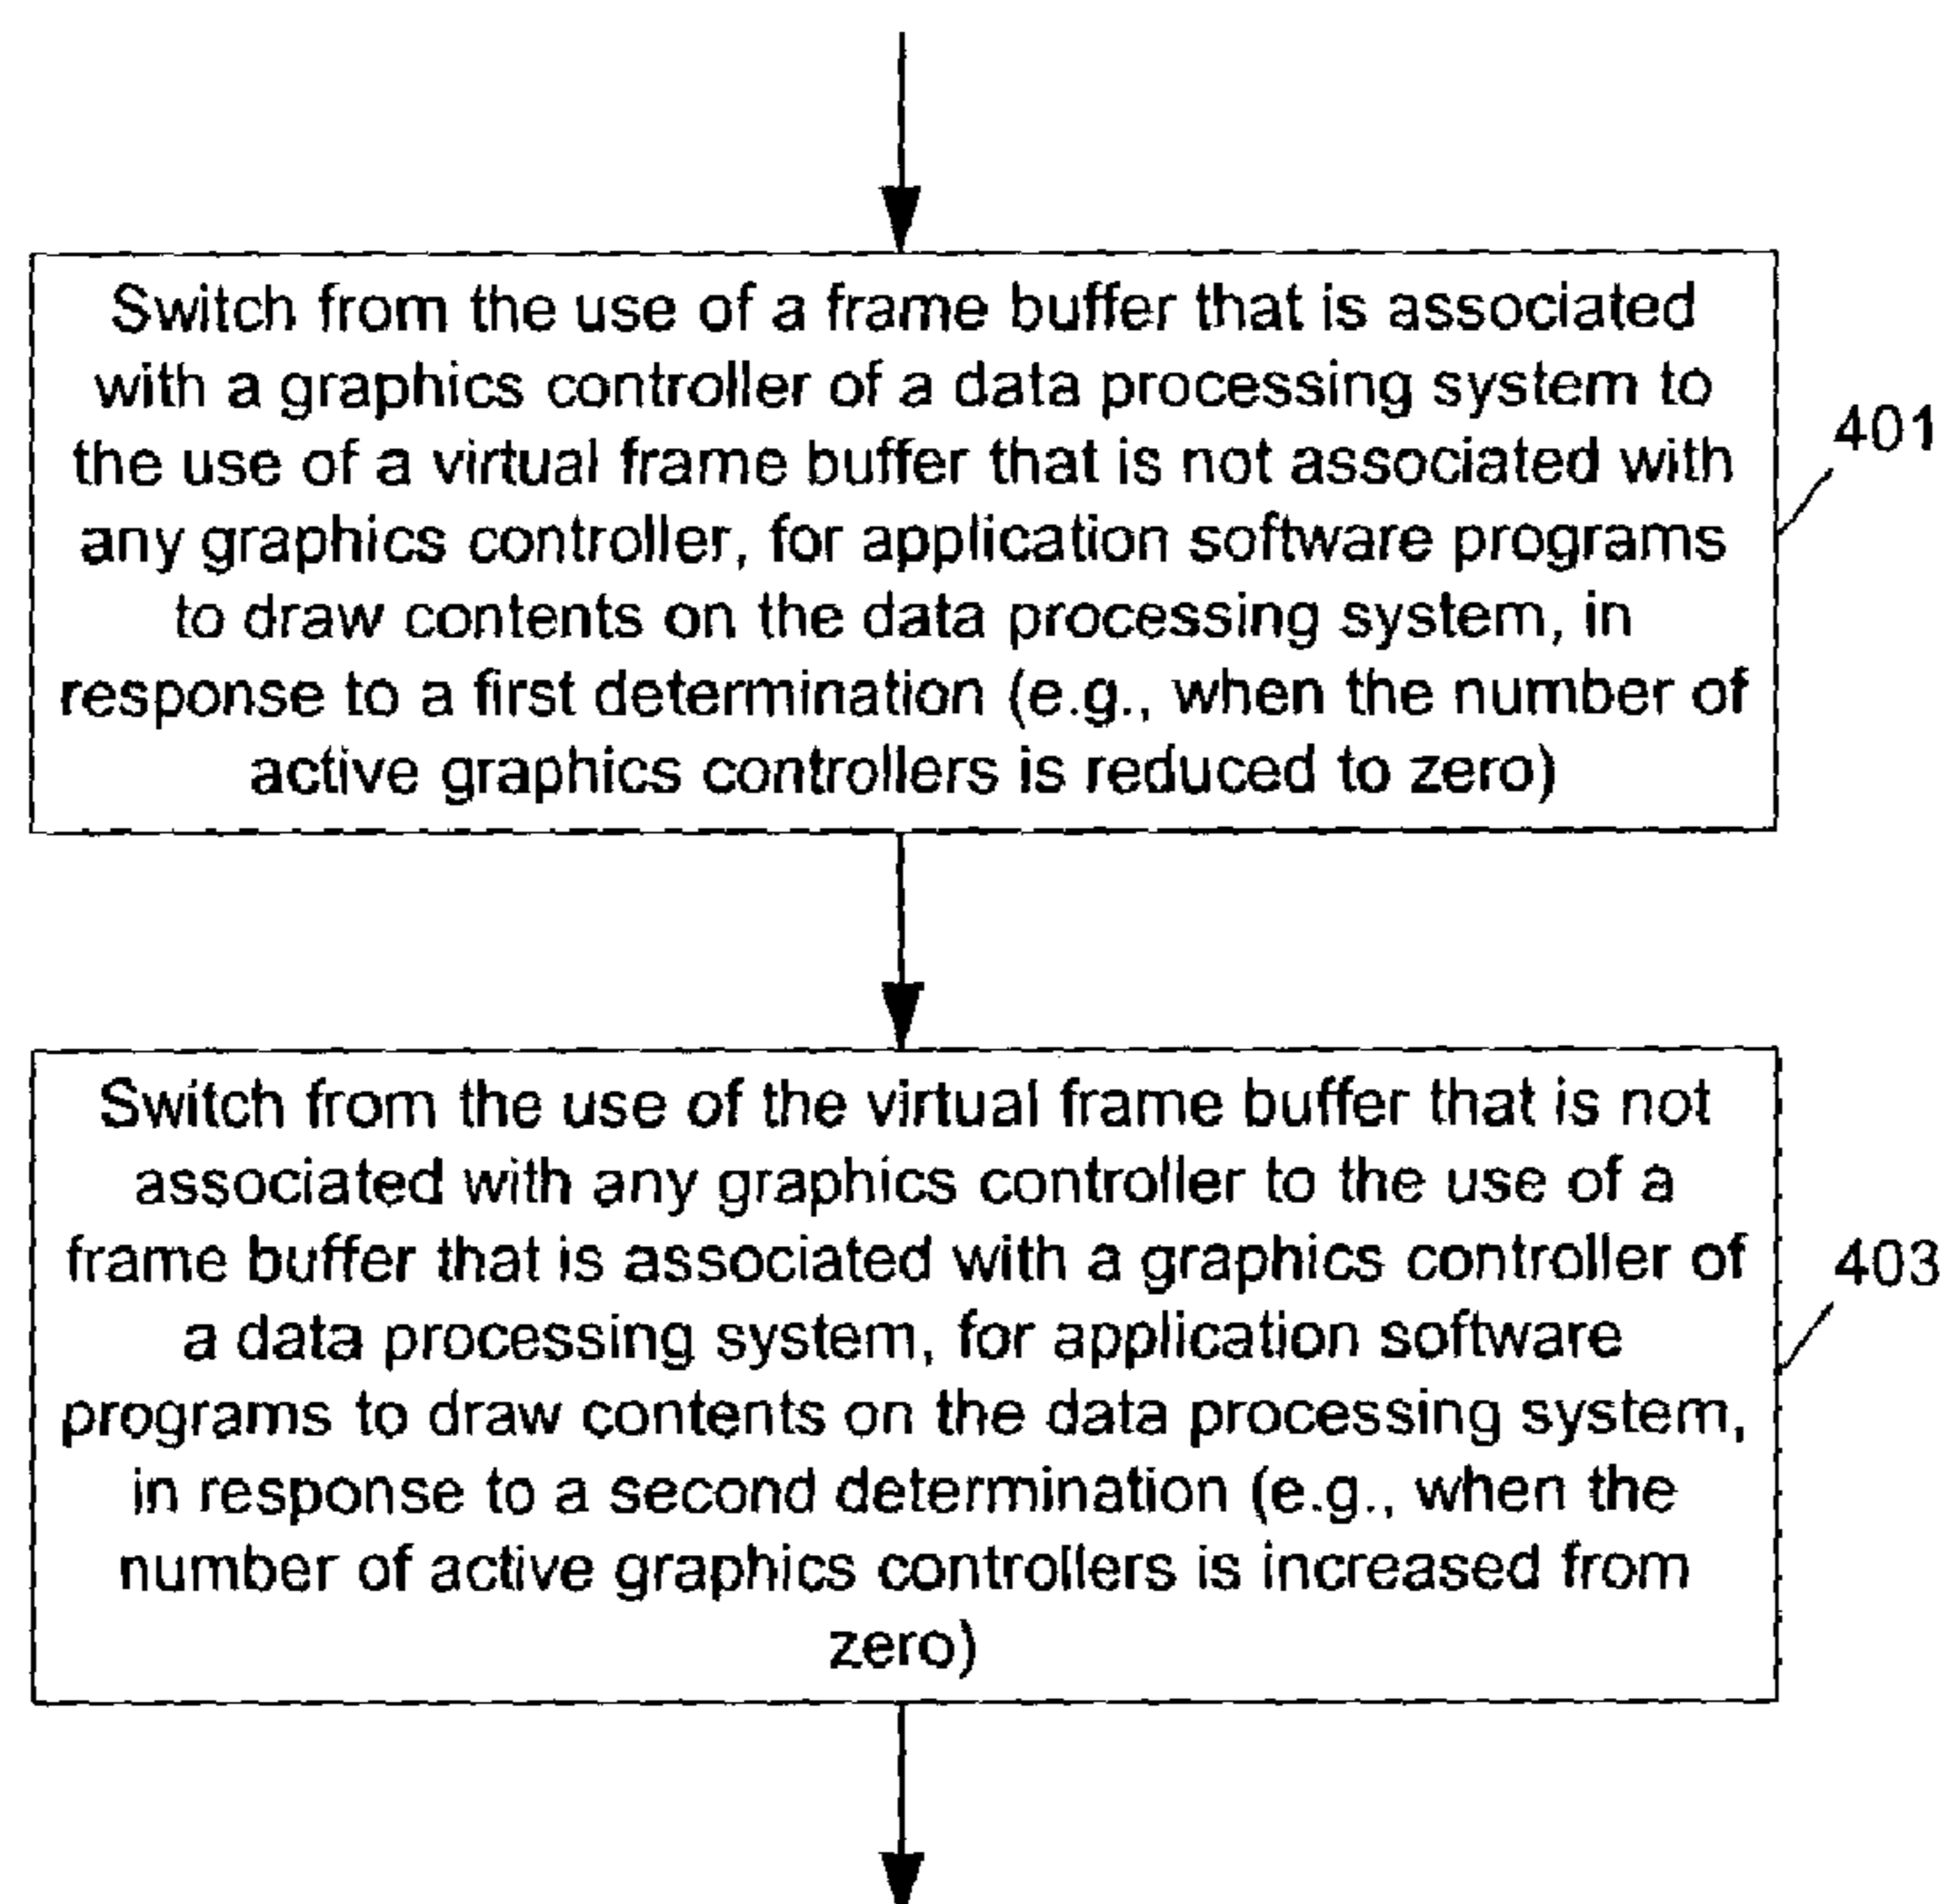 Switch from the use of a frame buffer that is associated
with a graphics controller of a data processing system to
the use of a virtual frame buffer that is not associated with
any graphics controller, for application software programs
to draw contents on the data processing system, in
response to a first determination (e.g., when the number of
active graphics controllers is reduced to zero)
401
Switch from the use of the virtual frame buffer that is not
associated with any graphics controller to the use of a
frame buffer that is associated with a graphics controller of
a data processing system, for application software
programs to draw contents on the data processing system,
in response to a second determination (e.g., when the
number of active graphics controllers is increased from
zero)
403